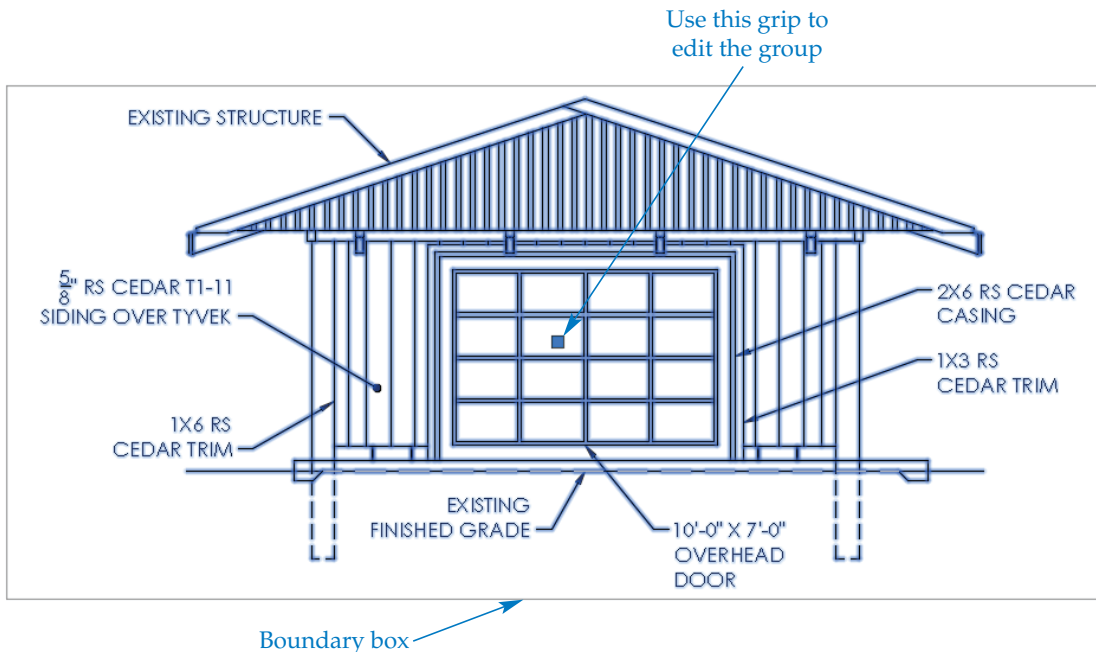 Use this grip to
edit the group
EXISTING STRUCTURE
5/8" RS CEDAR T1-11
SIDING OVER TYVEK
2X6 RS CEDAR
CASING
1X3 RS
CEDAR TRIM
1X6 RS
CEDAR TRIM
EXISTING
FINISHED GRADE
10'-0" X 7'-0"
OVERHEAD
DOOR
Boundary box